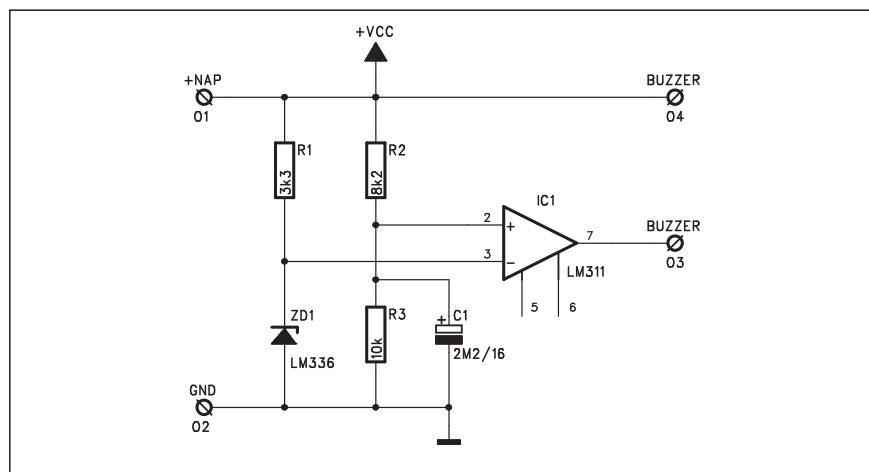 +VCC
+NAP
BUZZER
O1
O4
R1
R2
3k3
8k2
IC1
2
+
BUZZER
7
3
−
O3
LM311
5
6
ZD1
R3
+
C1
10k
LM336
2M2/16
GND
O2